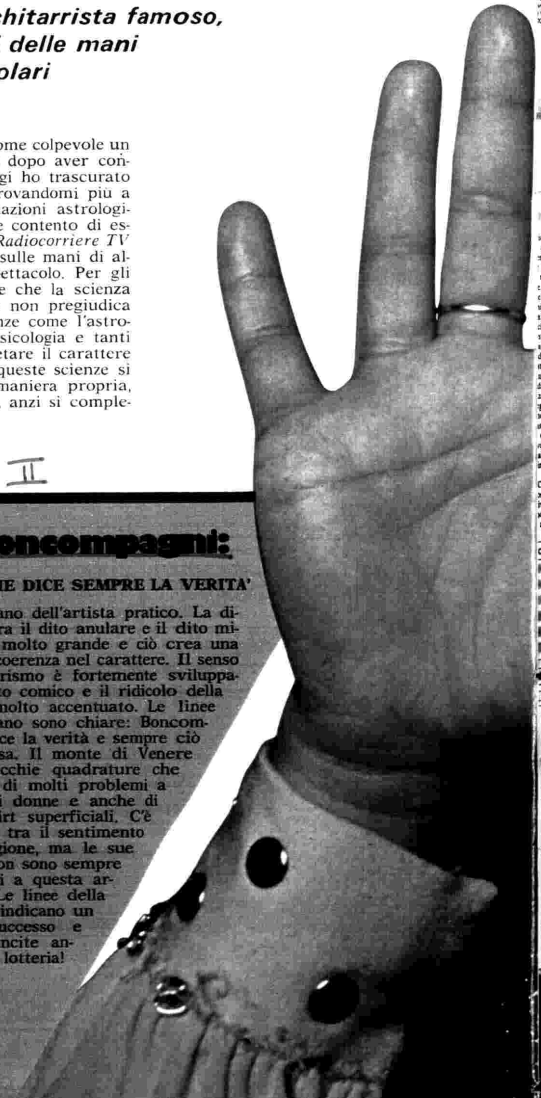 chitarrista famoso,
delle mani
olari
ome colpevole un
dopo aver con-
gi ho trascurato
rovandomi più a
azioni astrologi-
e contento di es-
Radiocorriere TV
sulle mani di al-
ettacolo. Per gli
e che la scienza
non pregiudica
nze come l'astro-
sicologia e tanti
etare il carattere
queste scienze si
maniera propria,
anzi si comple-
II
oncompagni:
HE DICE SEMPRE LA VERITA'
ano dell'artista pratico. La di-
ra il dito anulare e il dito mi-
molto grande e ciò crea una
coerenza nel carattere. Il senso
rismo è fortemente sviluppa-
to comico e il ridicolo della
molto accentuato. Le linee
ano sono chiare: Boncom-
ce la verità e sempre ciò
sa. Il monte di Venere
cchie quadrature che
di molti problemi a
i donne e anche di
irt superficiali. C'è
tra il sentimento
gione, ma le sue
on sono sempre
i a questa ar-
Le linee della
indicano un
uccesso e
ncite an-
lotteria!